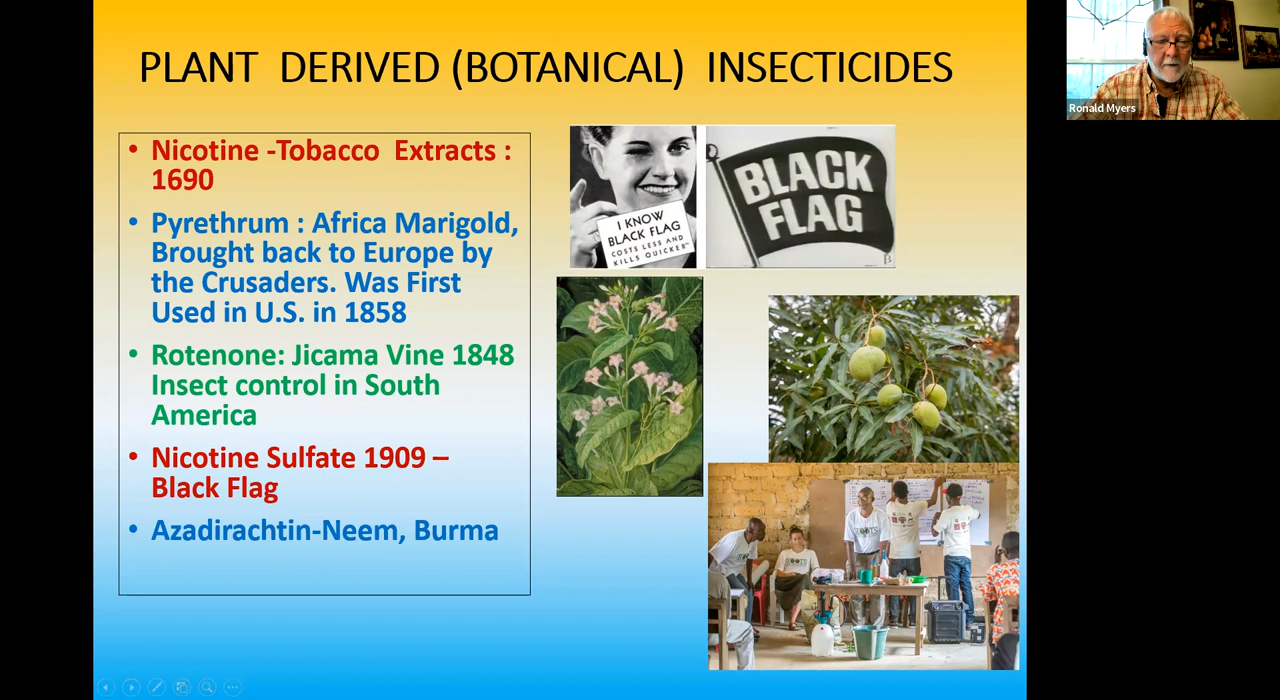 PLANT DERIVED (BOTANICAL) INSECTICIDES
• Nicotine -Tobacco Extracts :
1690
• Pyrethrum : Africa Marigold,
Brought back to Europe by
the Crusaders. Was First
Used in U.S. in 1858
• Rotenone: Jicama Vine 1848
Insect control in South
America
• Nicotine Sulfate 1909 –
Black Flag
• Azadirachtin-Neem, Burma
I KNOW
BLACK FLAG
COSTS LESS AND
KILLS QUICKER"
BLACK
FLAG
ROOTS
Ronald Myers